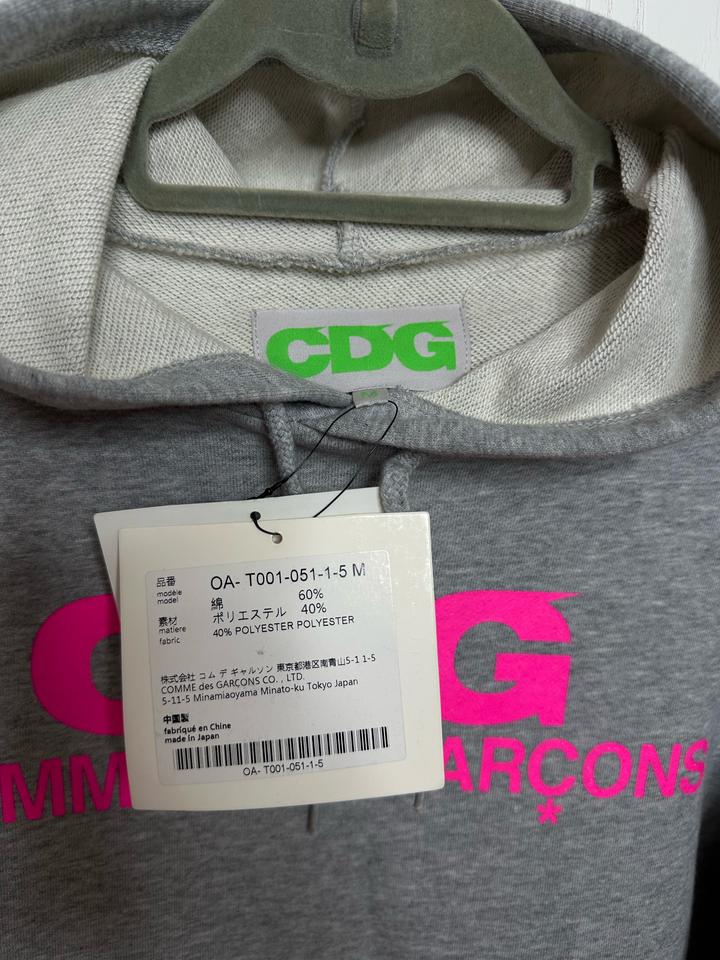 CDG
M
品番
modèle
model
OA- T001-051-1-5 M
素材
matiere
fabric
綿 60%
ポリエステル 40%
40% POLYESTER POLYESTER
株式会社 コム デ ギャルソン 東京都港区南青山5-1 1-5
COMME des GARÇONS CO. , LTD.
5-11-5 Minamiaoyama Minato-ku Tokyo Japan
中国製
fabriqué en Chine
made in Japan
OA- T001-051-1-5
G
MM
ARÇONS
*